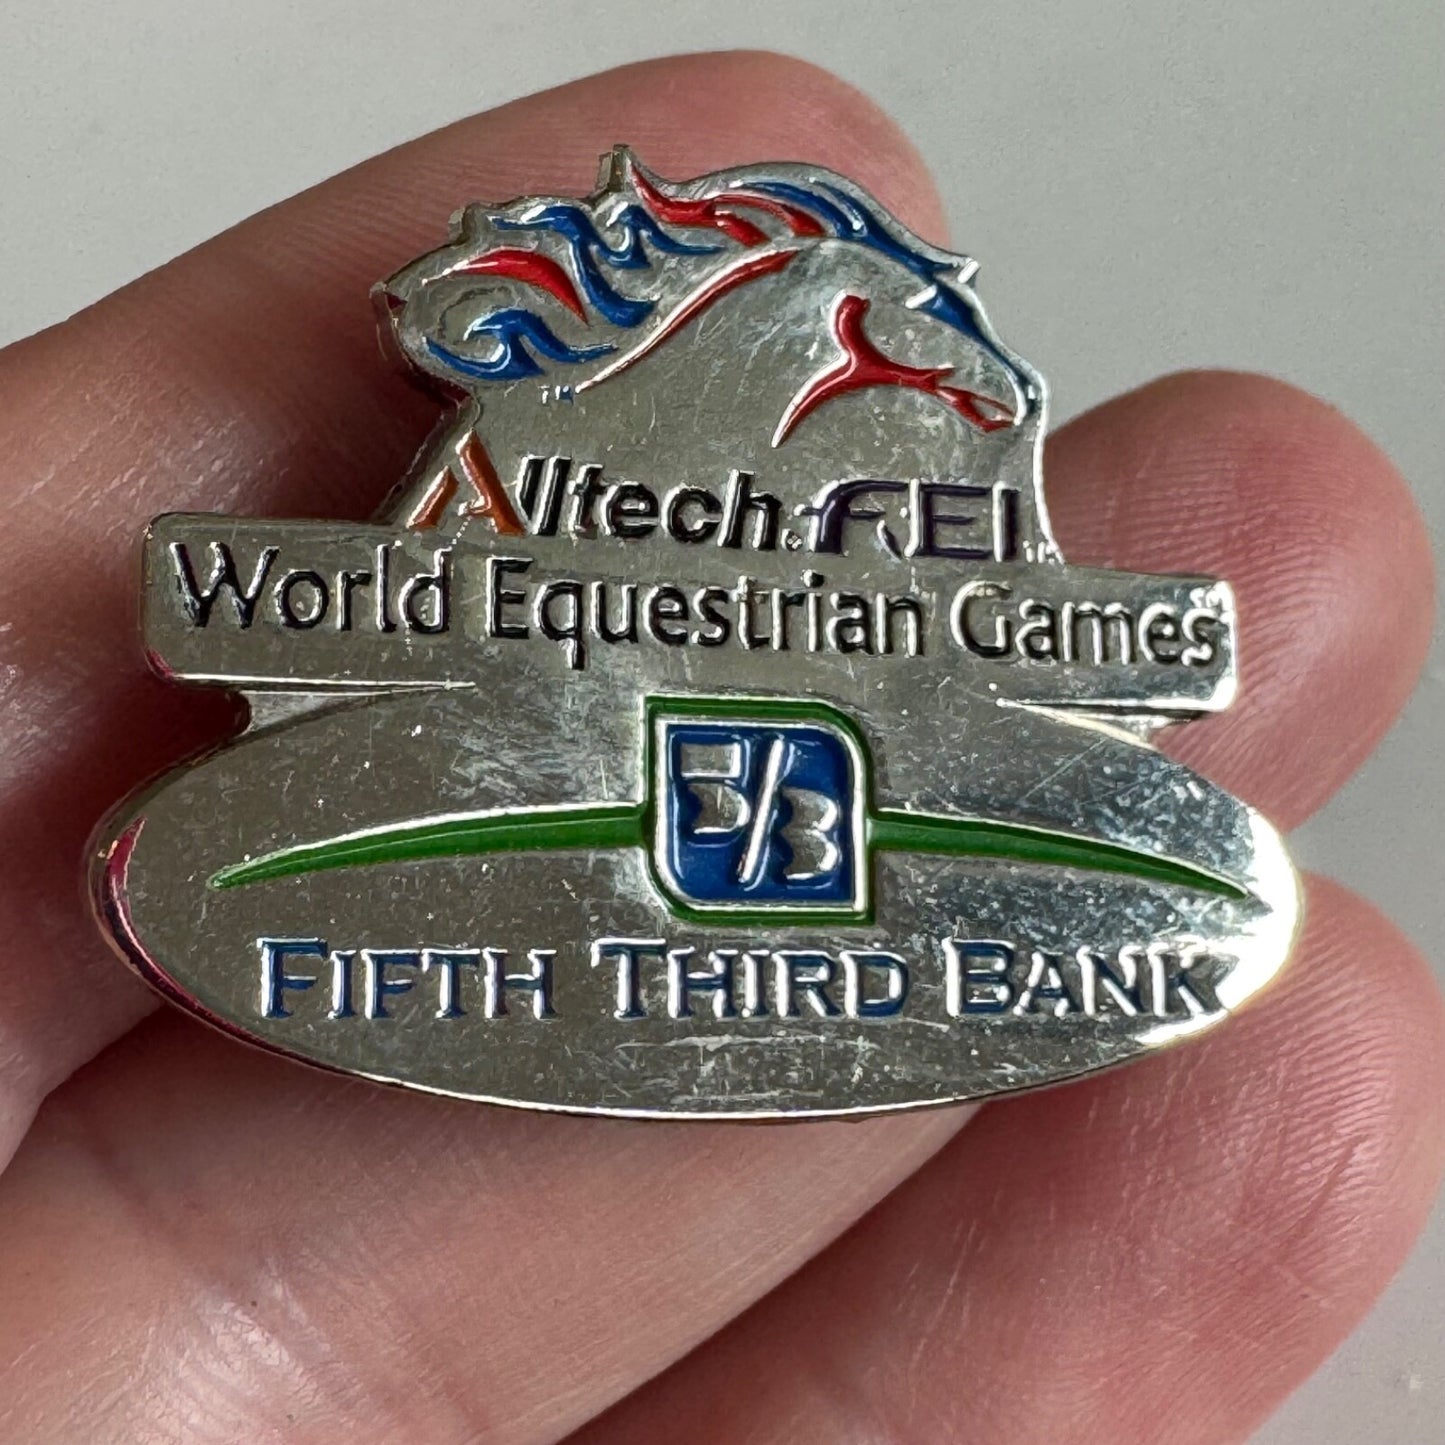 Alltech FEI
World Equestrian Games
5/3
FIFTH THIRD BANK